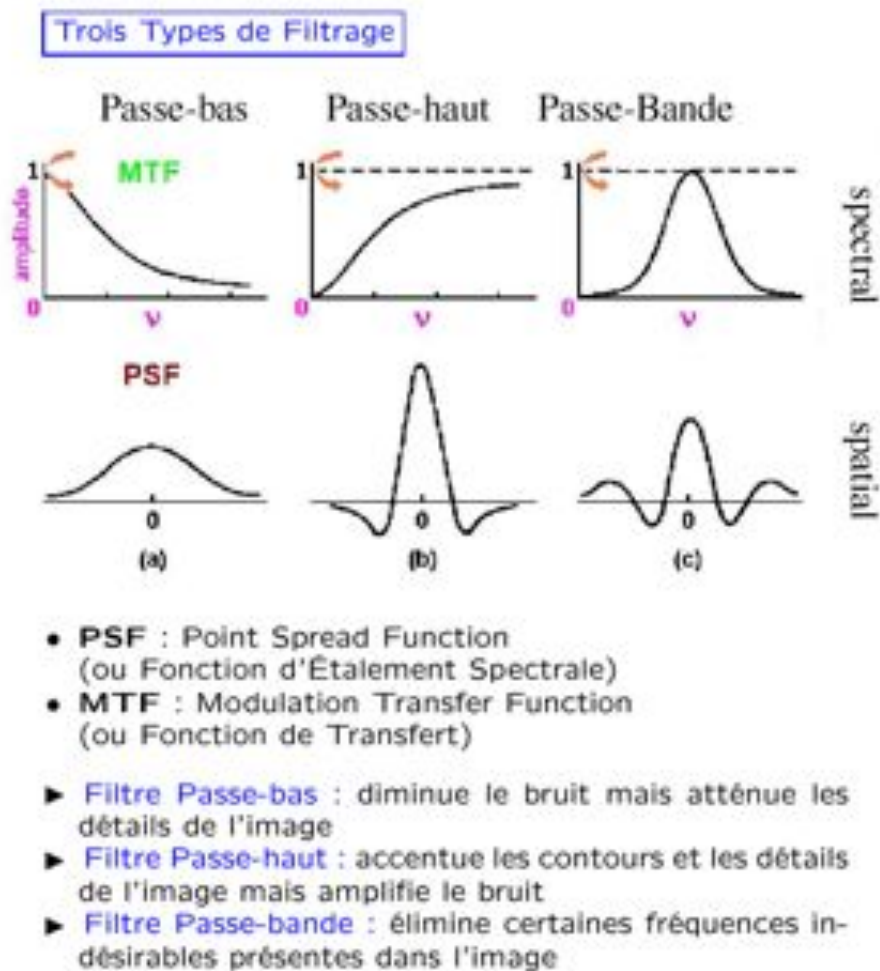 Trois Types de Filtrage
Passe-bas Passe-haut Passe-Bande
1 MTF 1 1
amplitude
spectral
0 ν 0 ν 0 ν
PSF
spatial
0 0 0
(a) (b) (c)
• PSF : Point Spread Function
(ou Fonction d'Étalement Spectrale)
• MTF : Modulation Transfer Function
(ou Fonction de Transfert)
► Filtre Passe-bas : diminue le bruit mais atténue les
détails de l'image
► Filtre Passe-haut : accentue les contours et les détails
de l'image mais amplifie le bruit
► Filtre Passe-bande : élimine certaines fréquences in-
désirables présentes dans l'image